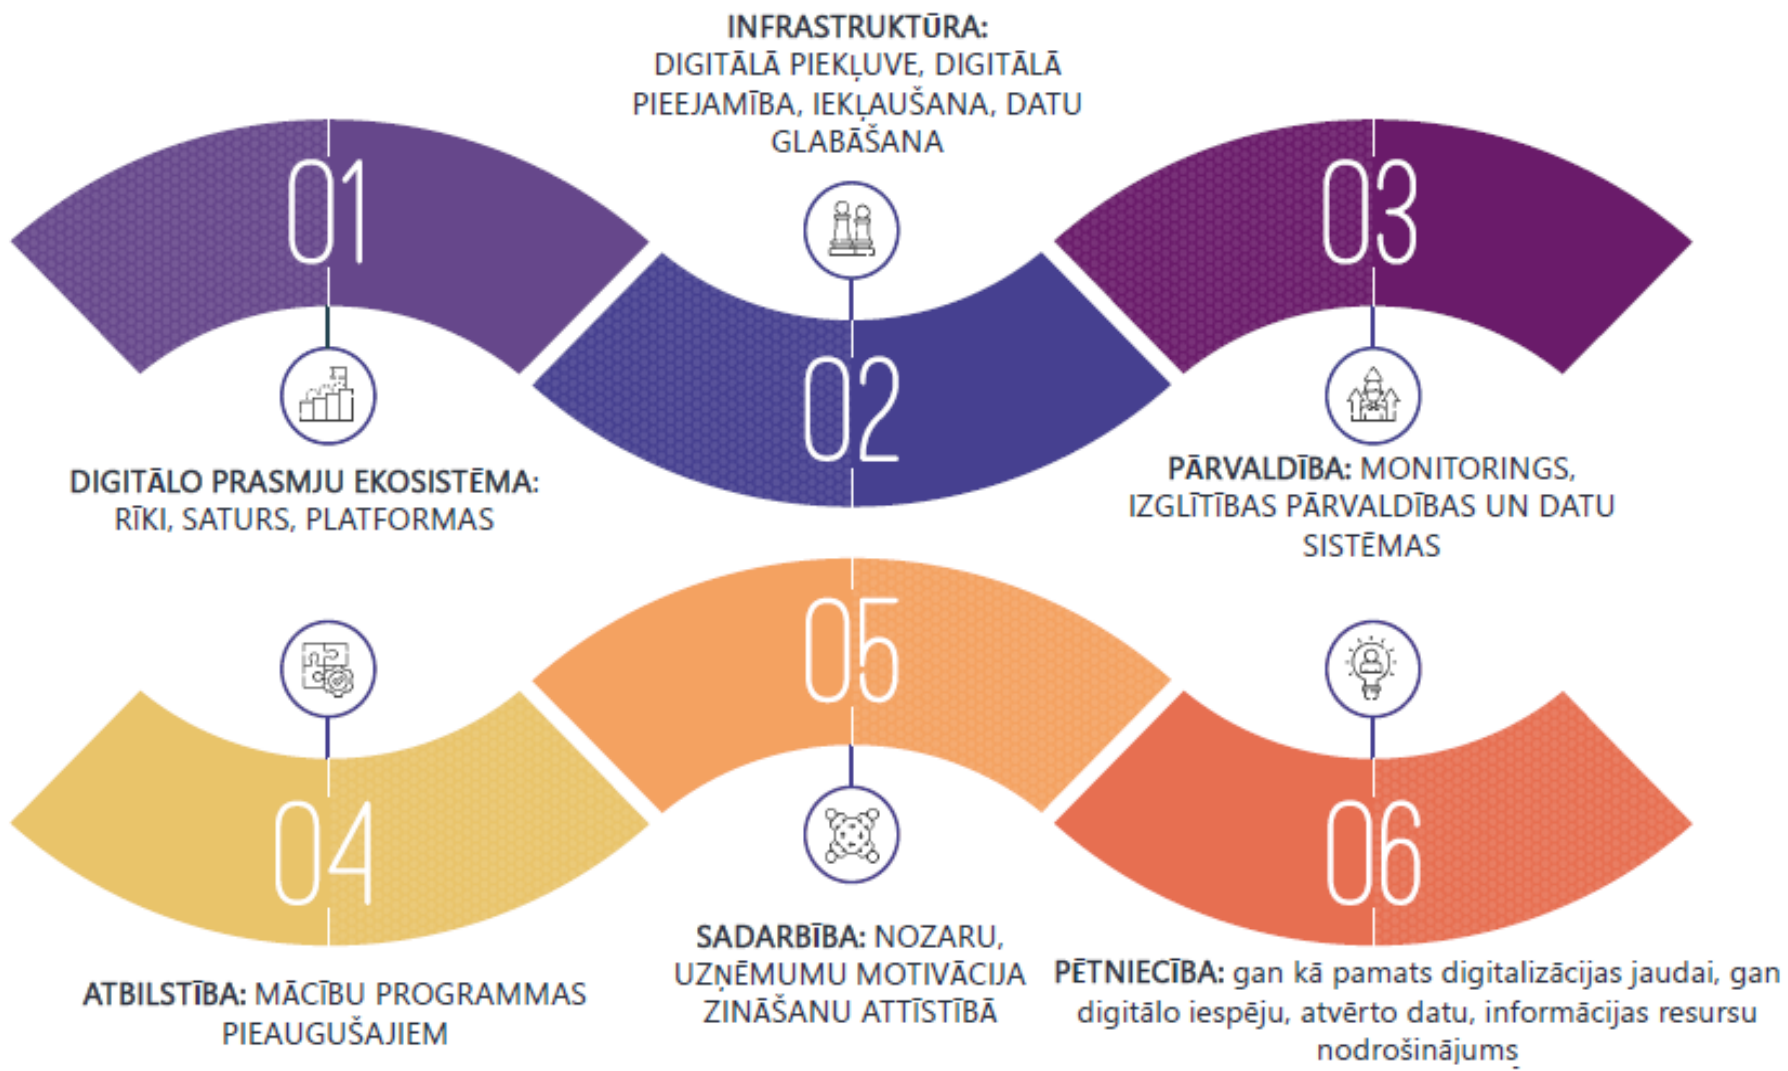 INFRASTRUKTŪRA:
DIGITĀLĀ PIEKĻUVE, DIGITĀLĀ
PIEEJAMĪBA, IEKĻAUŠANA, DATU
GLABĀŠANA
01
02
03
DIGITĀLO PRASMJU EKOSISTĒMA:
RĪKI, SATURS, PLATFORMAS
PĀRVALDĪBA: MONITORINGS,
IZGLĪTĪBAS PĀRVALDĪBAS UN DATU
SISTĒMAS
04
05
06
ATBILSTĪBA: MĀCĪBU PROGRAMMAS
PIEAUGUŠAJIEM
SADARBĪBA: NOZARU,
UZŅĒMUMU MOTIVĀCIJA
ZINĀŠANU ATTĪSTĪBĀ
PĒTNIECĪBA: gan kā pamats digitalizācijas jaudai, gan
digitālo iespēju, atvērto datu, informācijas resursu
nodrošinājums